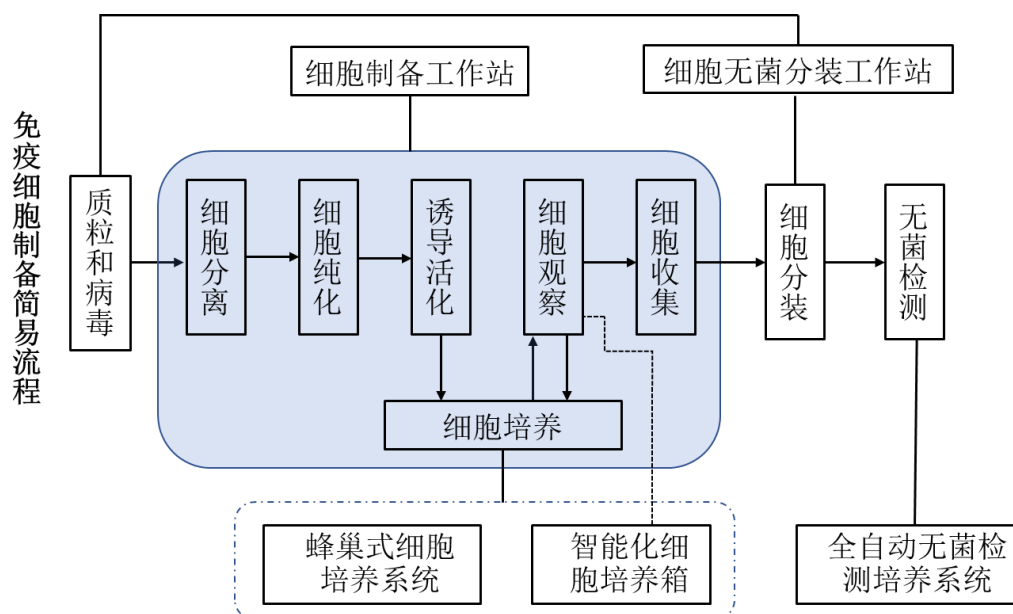 细胞制备工作站
细胞无菌分装工作站
免疫细胞制备简易流程
质粒和病毒
细胞分离
细胞纯化
诱导活化
细胞观察
细胞收集
细胞分装
无菌检测
细胞培养
蜂巢式细胞
培养系统
智能化细
胞培养箱
全自动无菌检
测培养系统